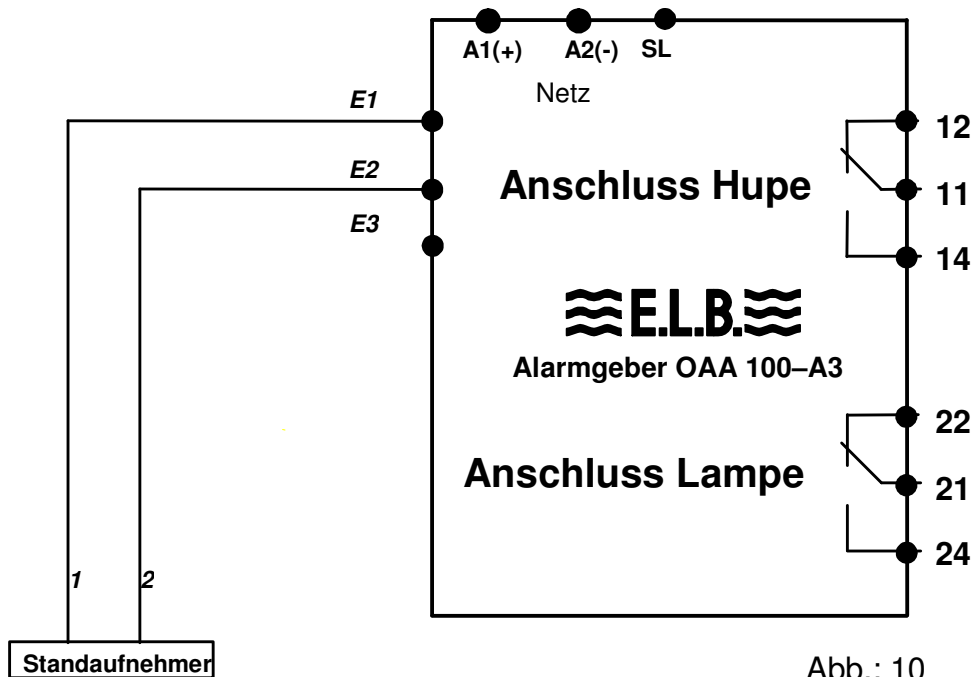 A1(+) A2(-) SL
Netz
E1
E2
E3
12
Anschluss Hupe
11
14
E.L.B.
Alarmgeber OAA 100–A3
22
Anschluss Lampe
21
24
1 2
Standaufnehmer
Abb.: 10